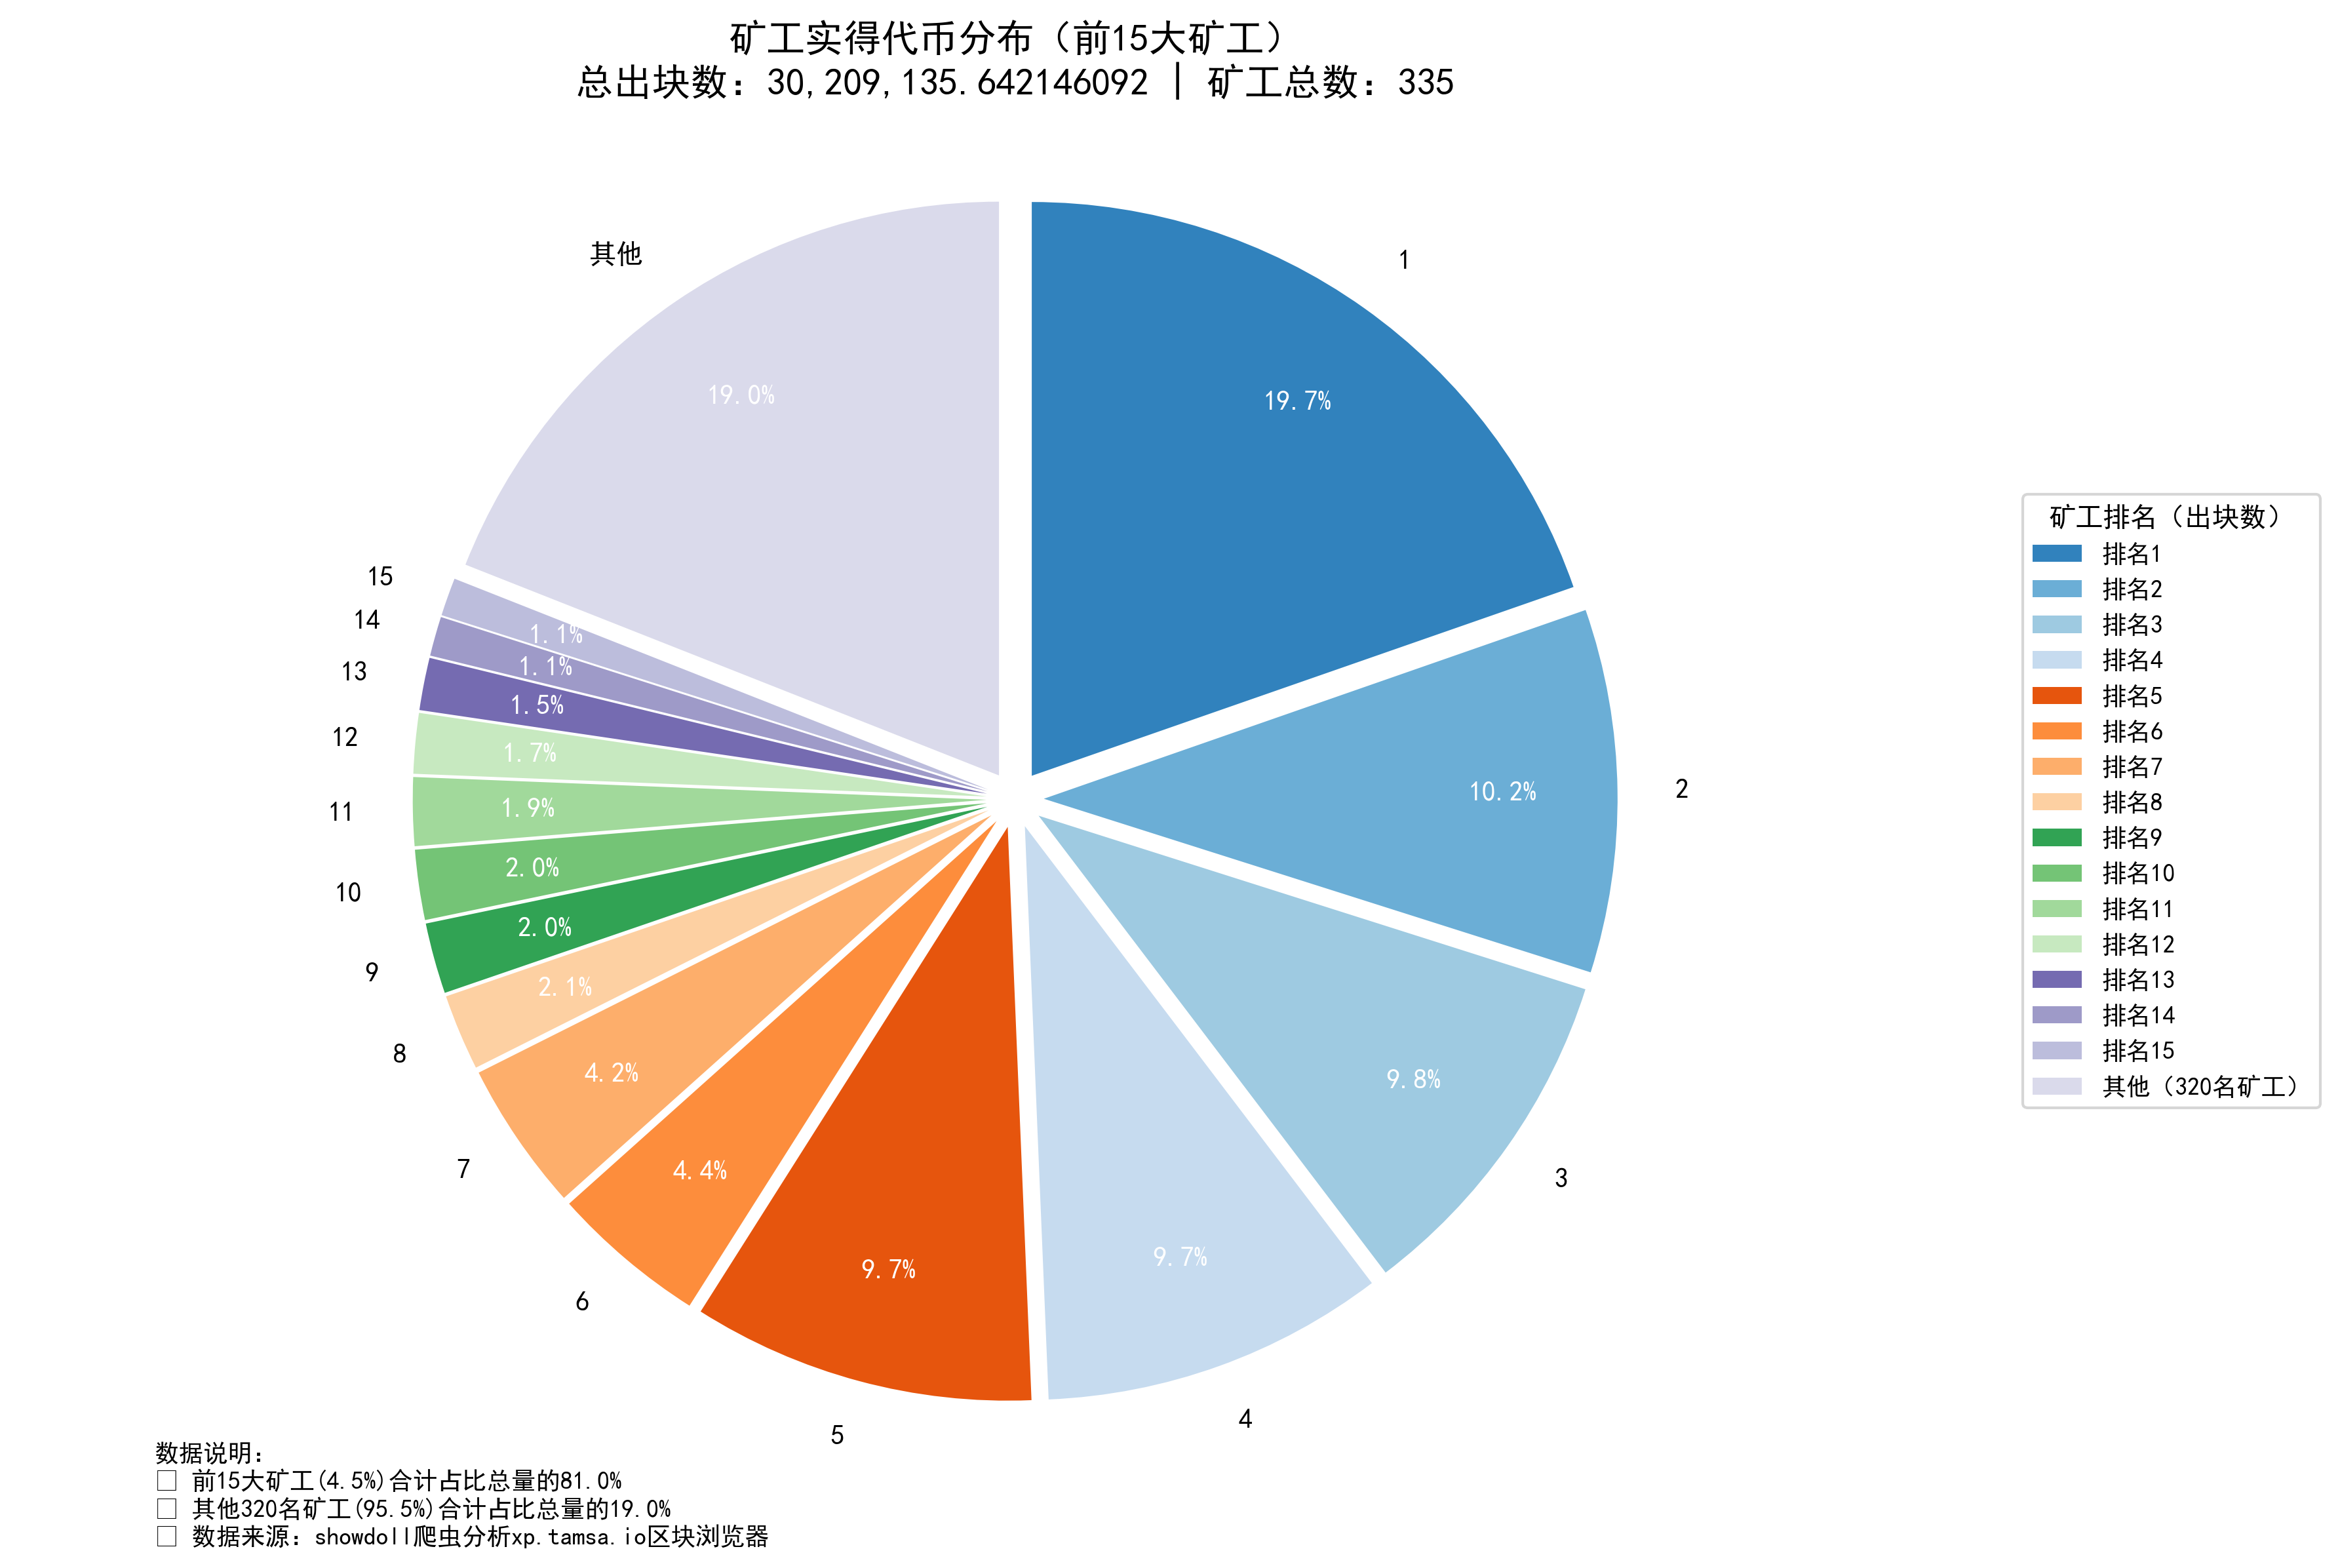 矿工实得代币分布（前15大矿工）
总出块数：30,209,135.642146092 | 矿工总数：335
其他
1
19.0%
19.7%
15
14
1.1%
1.1%
13
1.5%
12
1.7%
2
10.2%
11
1.9%
10
2.0%
9
2.0%
8
2.1%
3
9.8%
7
4.2%
6
4.4%
5
9.7%
4
9.7%
矿工排名（出块数）
排名1
排名2
排名3
排名4
排名5
排名6
排名7
排名8
排名9
排名10
排名11
排名12
排名13
排名14
排名15
其他（320名矿工）
数据说明：
□ 前15大矿工(4.5%)合计占比总量的81.0%
□ 其他320名矿工(95.5%)合计占比总量的19.0%
□ 数据来源：showdoll爬虫分析xp.tamsa.io区块浏览器